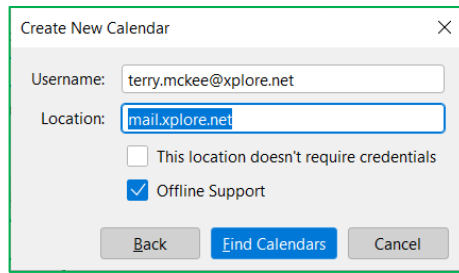 Create New Calendar
Username: terry.mckee@xplore.net
Location: mail.xplore.net
This location doesn't require credentials
Offline Support
Back Find Calendars Cancel